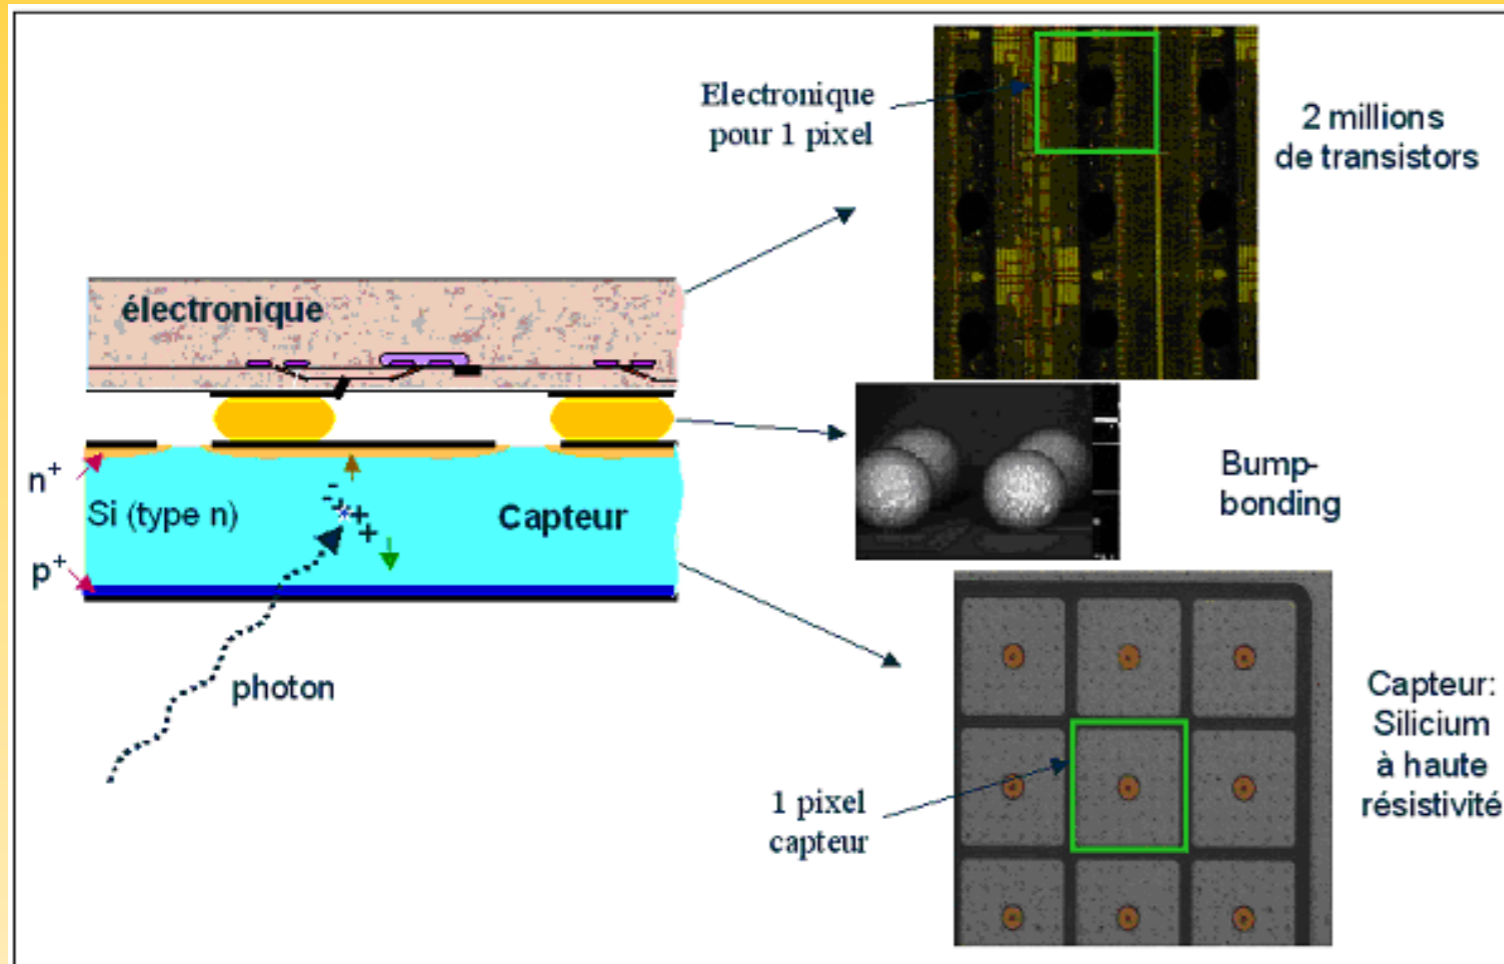 Electronique
pour 1 pixel
2 millions
de transistors
électronique
n+
Si (type n)
Capteur
p+
photon
Bump-
bonding
1 pixel
capteur
Capteur:
Silicium
à haute
résistivité